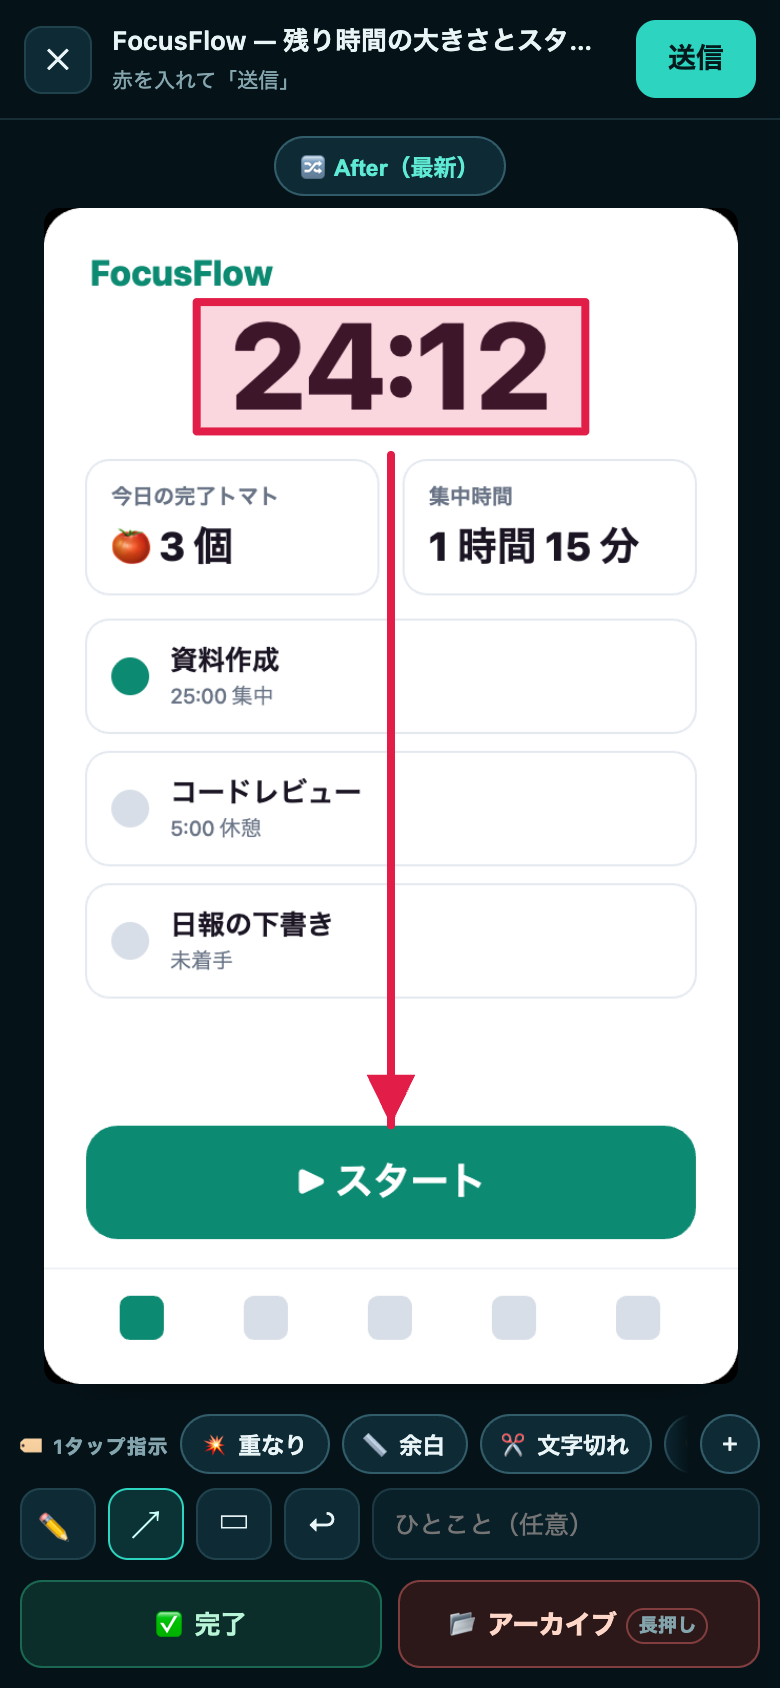 FocusFlow — 残り時間の大きさとスタ...
赤を入れて「送信」
送信
After（最新）
FocusFlow
24:12
今日の完了トマト
3 個
集中時間
1 時間 15 分
資料作成
25:00 集中
コードレビュー
5:00 休憩
日報の下書き
未着手
▶ スタート
1タップ指示
重なり
余白
文字切れ
+
ひとこと（任意）
完了
アーカイブ
長押し